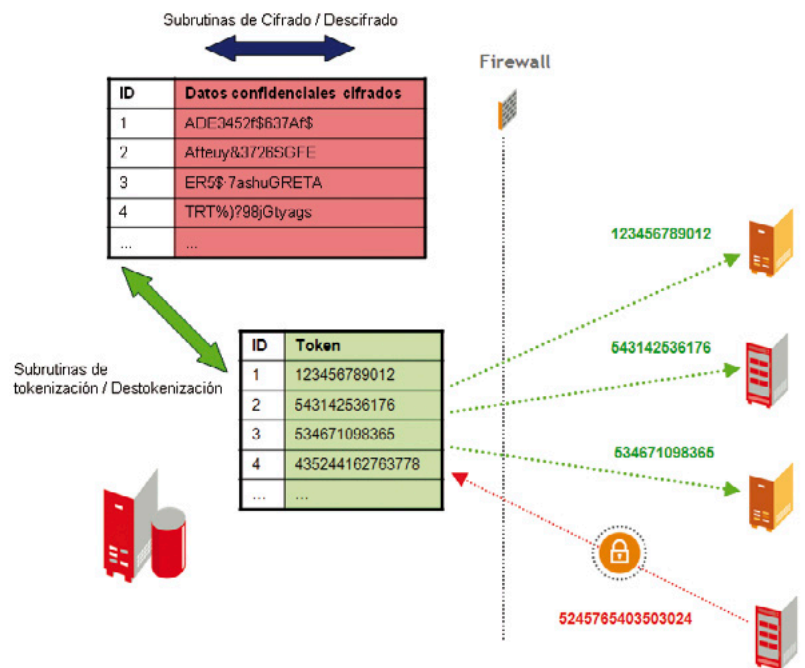 Subrutinas de Cifrado / Descifrado
Firewall
ID Datos confidenciales cifrados
1 ADE3452f$637Af$
2 Afteuy&3726SGFE
3 ER5$·7ashuGRETA
4 TRT%)?98jGtyags
... ...
123456789012
543142536176
534671098365
Subrutinas de
tokenización / Destokenización
ID Token
1 123456789012
2 543142536176
3 534671098365
4 435244162763778
... ...
5245765403503024